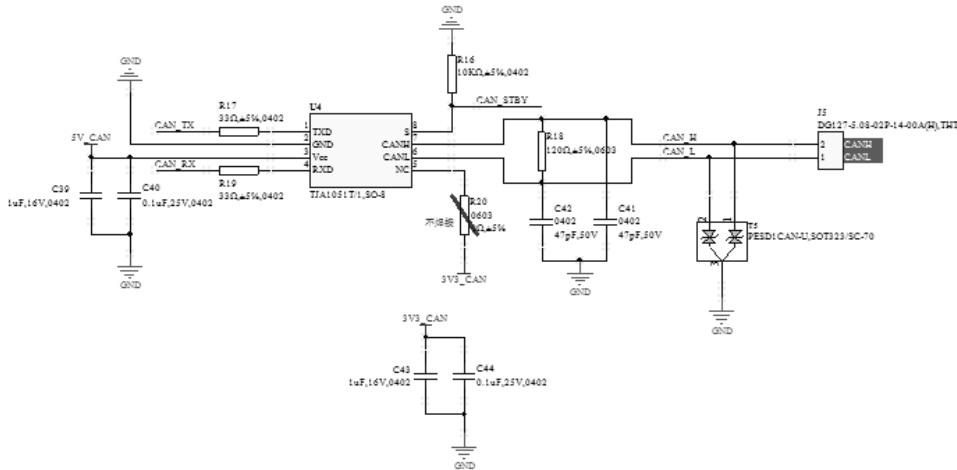 GND
GND
R16
10KΩ,±5%,0402
CAN_STBY
R17
33Ω,±5%,0402
CAN_TX
5V_CAN
CAN_RX
R19
33Ω,±5%,0402
C39
1uF,16V,0402
C40
0.1uF,25V,0402
GND
U4
1 TXD
2 GND
3 Vcc
4 RXD
S 8
CANH 7
CANL 6
NC 5
TJA1051T/1,SO-8
不焊接
R20
0603
Ω,±5%
3V3_CAN
R18
120Ω,±5%,0603
C42
0402
47pF,50V
C41
0402
47pF,50V
GND
CAN_H
CAN_L
J5
DG127-5.08-02P-14-00A(H),THT
2 CANH
1 CANL
2
1
3
T5
PESD1CAN-U,SOT323/SC-70
GND
3V3_CAN
C43
1uF,16V,0402
C44
0.1uF,25V,0402
GND